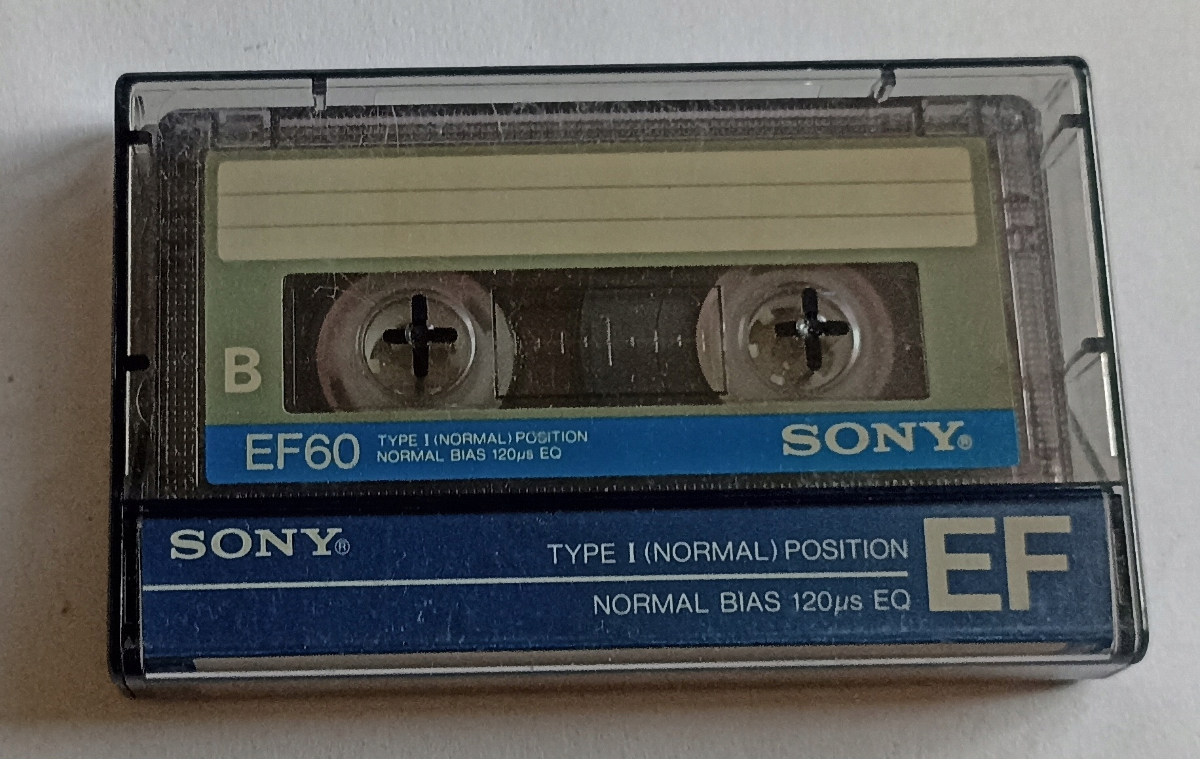 B
EF60 TYPE I (NORMAL) POSITION
NORMAL BIAS 120µs EQ
SONY®
SONY®
TYPE I (NORMAL) POSITION
NORMAL BIAS 120µs EQ
EF